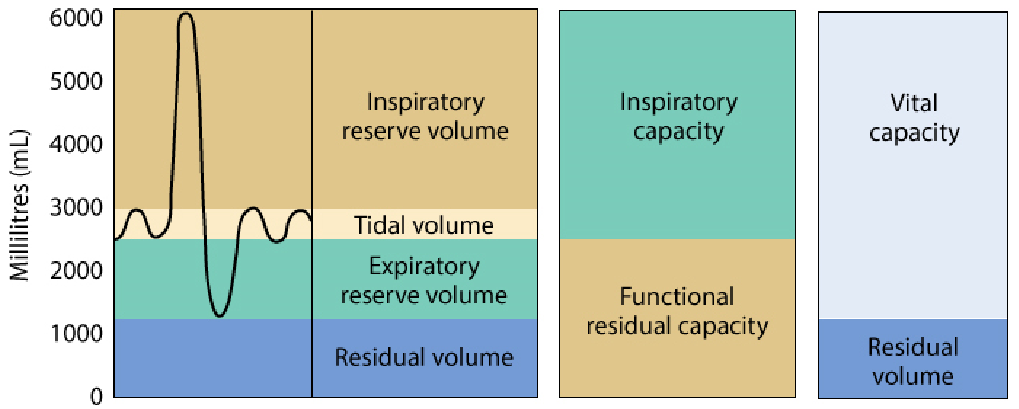 Millilitres (mL)
6000
5000
4000
3000
2000
1000
0
Inspiratory
reserve volume
Tidal volume
Expiratory
reserve volume
Residual volume
Inspiratory
capacity
Functional
residual capacity
Vital
capacity
Residual
volume